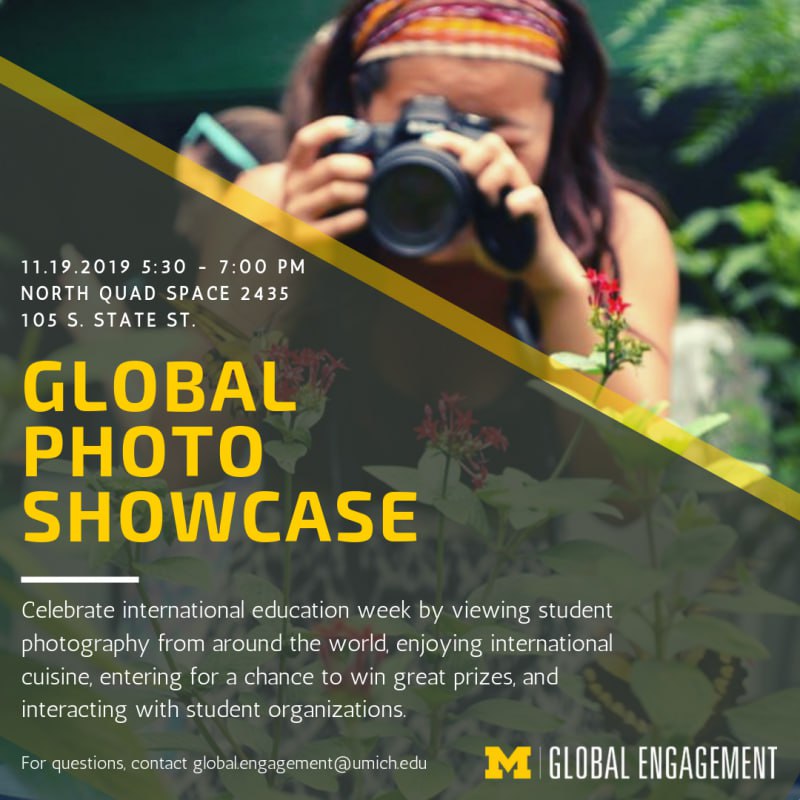 11.19.2019 5:30 - 7:00 PM
NORTH QUAD SPACE 2435
105 S. STATE ST.
GLOBAL
PHOTO
SHOWCASE
Celebrate international education week by viewing student
photography from around the world, enjoying international
cuisine, entering for a chance to win great prizes, and
interacting with student organizations.
For questions, contact global.engagement@umich.edu
M | GLOBAL ENGAGEMENT